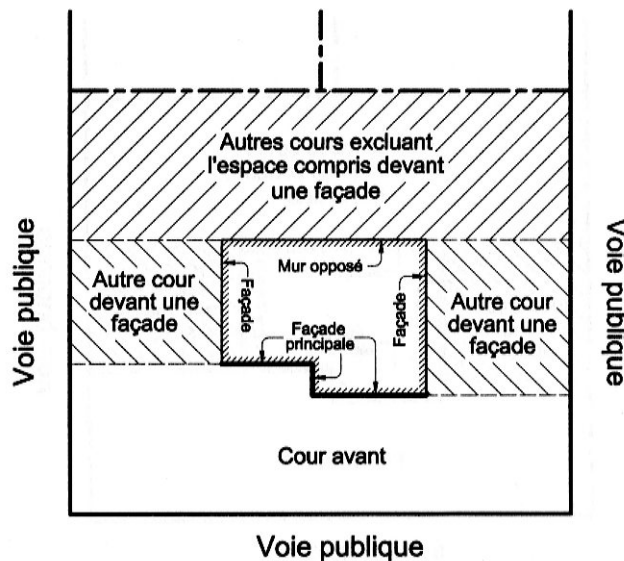 Autres cours excluant
l'espace compris devant
une façade
Voie publique
Voie publique
Mur opposé
Autre cour
devant une
façade
Façade
Façade
Autre cour
devant une
façade
Façade
principale
Cour avant
Voie publique